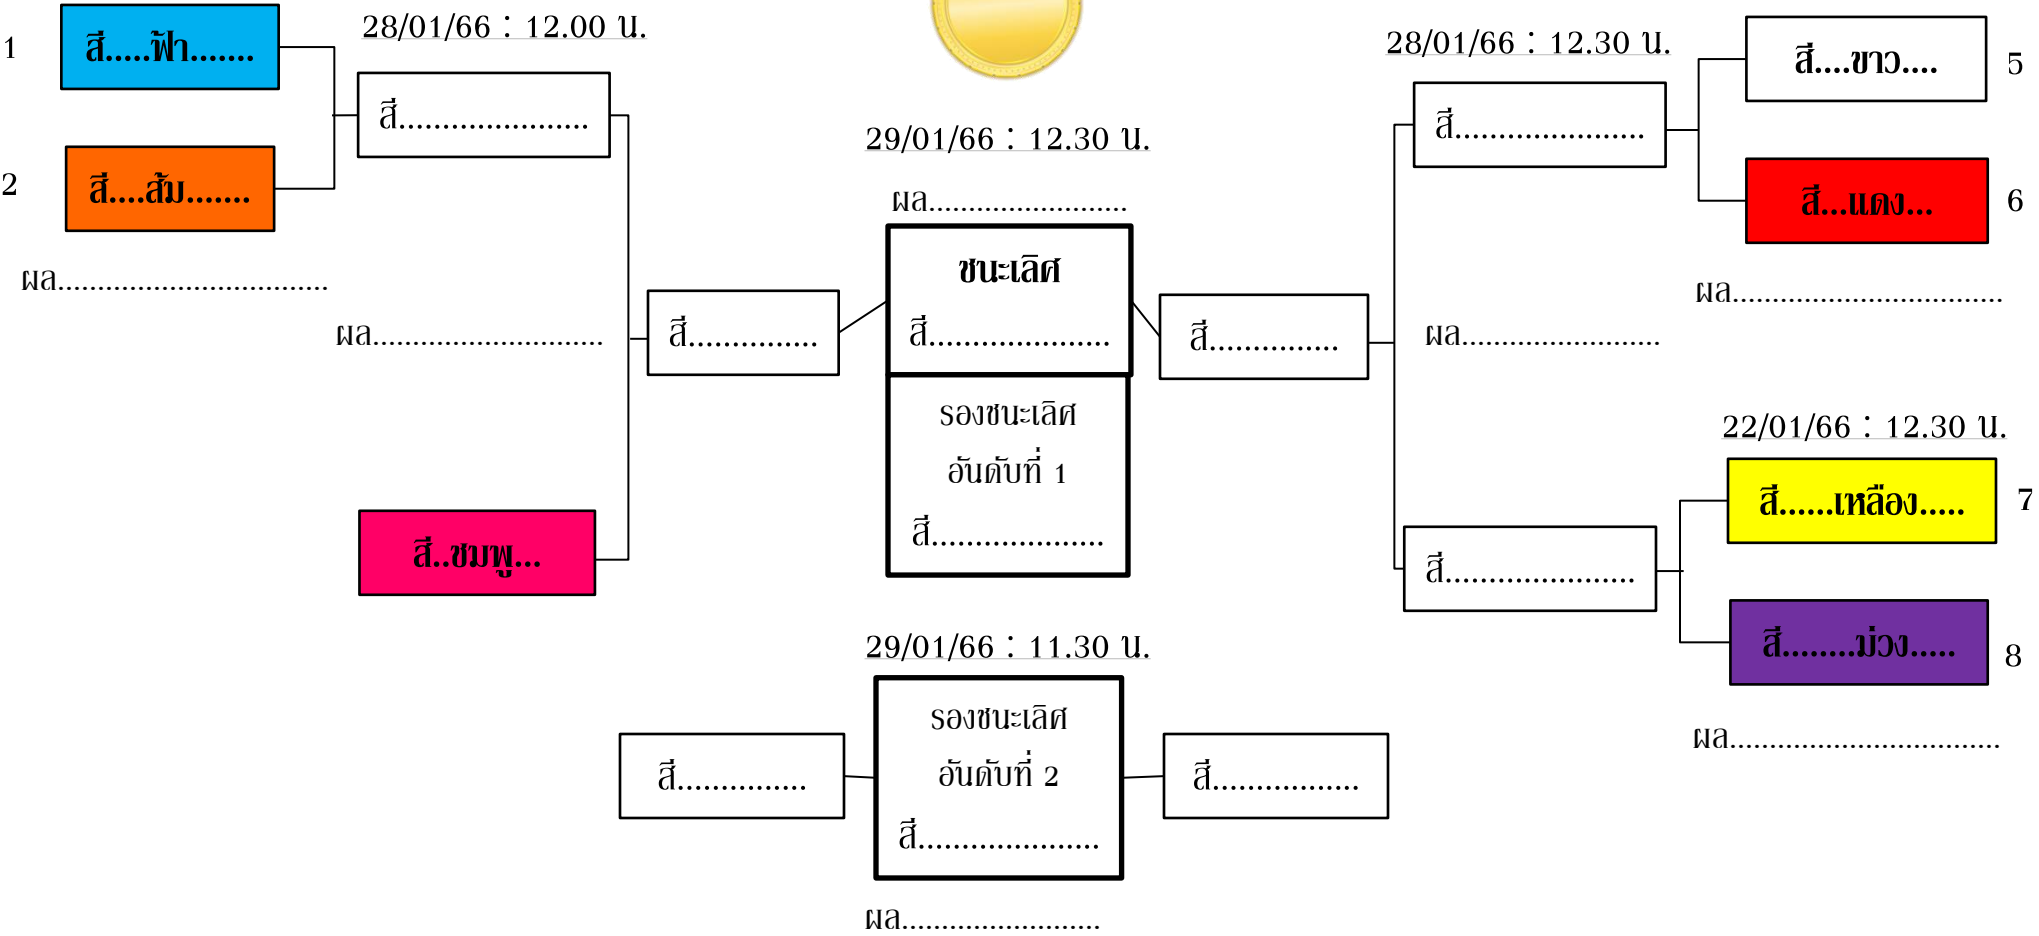 1
สี.....ฟ้า.......
28/01/66 : 12.00 น.
สี......................
2
สี....ส้ม.......
ผล..................................
ผล.............................
สี...............
สี..ชมพู...
29/01/66 : 12.30 น.
ผล.........................
ชนะเลิศ
สี.....................
รองชนะเลิศ
อันดับที่ 1
สี....................
29/01/66 : 11.30 น.
สี...............
รองชนะเลิศ
อันดับที่ 2
สี.....................
สี.................
ผล.........................
28/01/66 : 12.30 น.
สี....ขาว....
5
สี......................
สี...แดง...
6
ผล..................................
ผล.........................
สี...............
22/01/66 : 12.30 น.
สี......เหลือง.....
7
สี......................
สี........ม่วง.....
8
ผล..................................